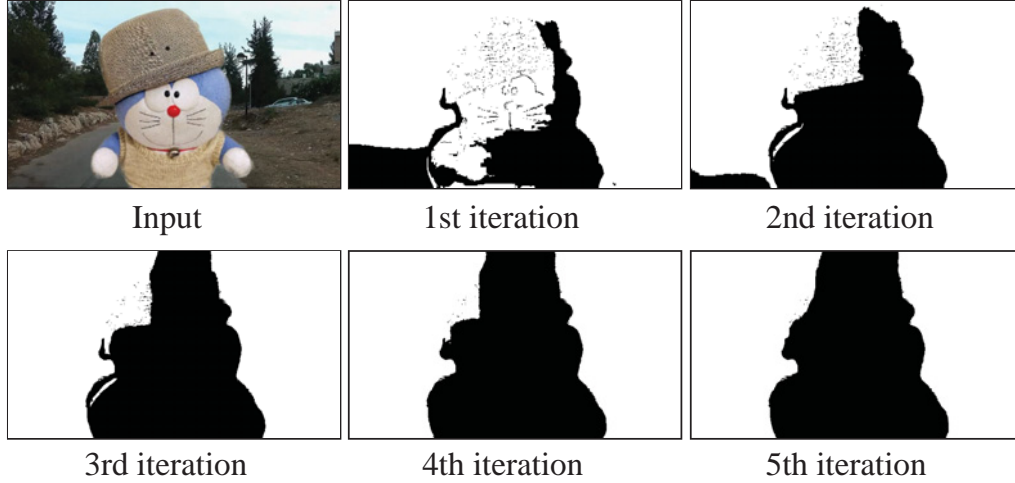 Input
1st iteration
2nd iteration
3rd iteration
4th iteration
5th iteration